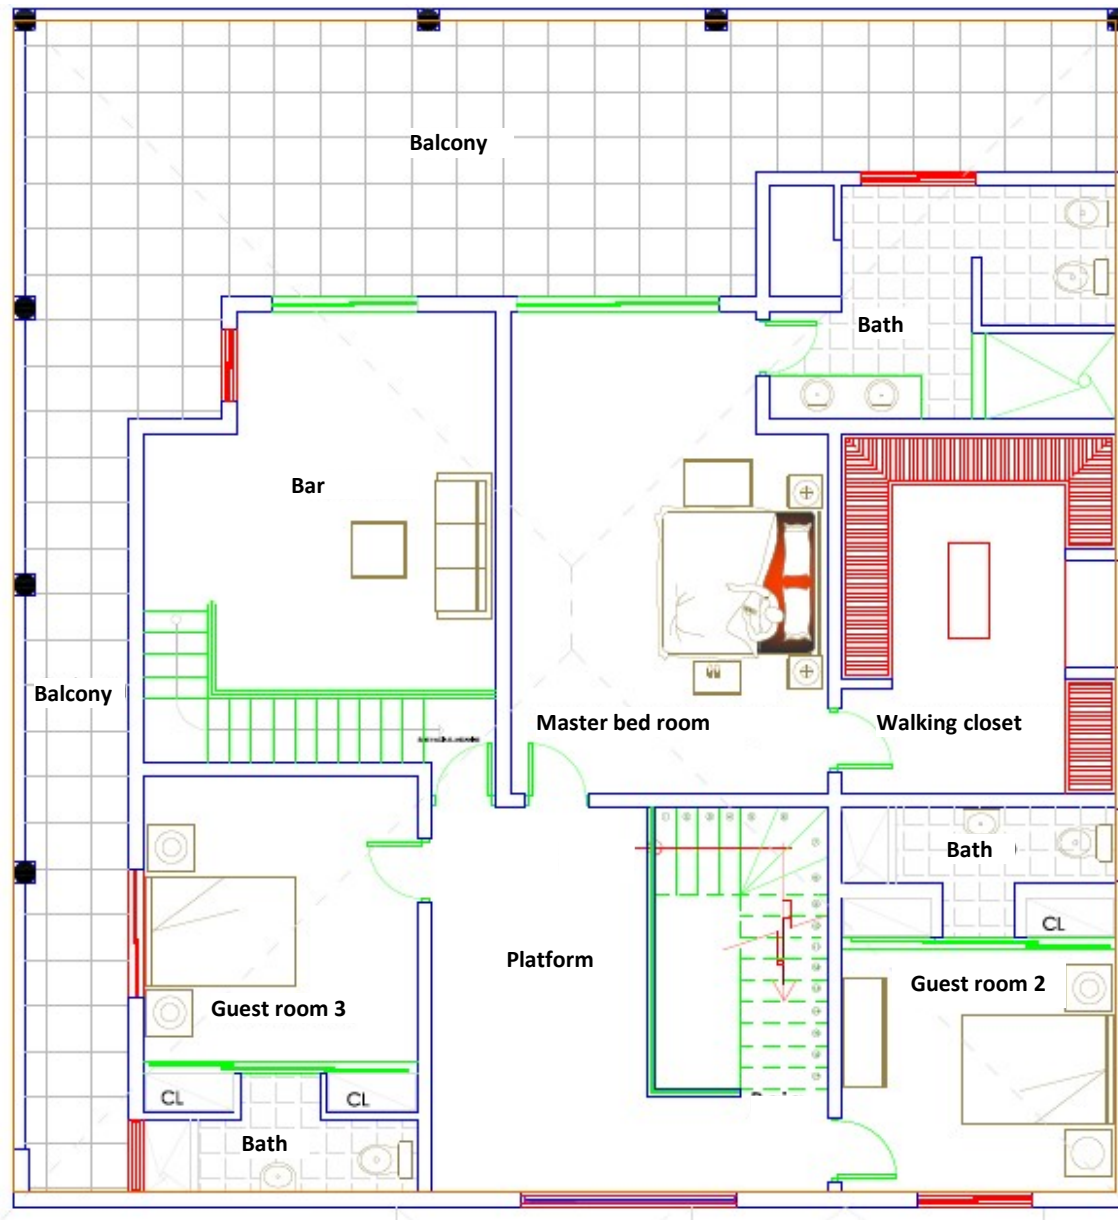 Balcony
Bath
Bar
Balcony
Master bed room
Walking closet
Bath
CL
Platform
Guest room 2
Guest room 3
CL
CL
Bath